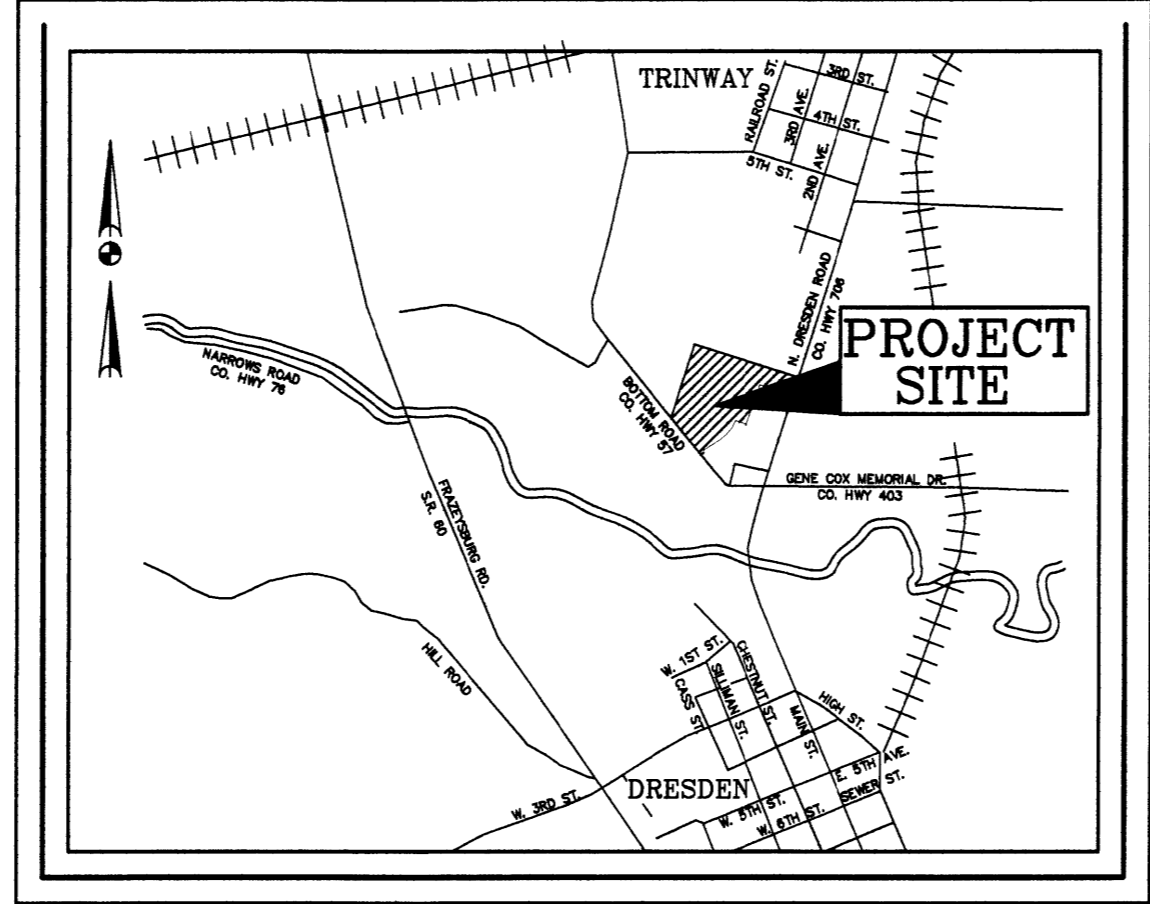 TRINWAY
RAILROAD ST.
3RD ST.
3RD AVE.
4TH ST.
5TH ST.
2ND AVE.
N. DRESDEN ROAD
CO. HWY 706
PROJECT
SITE
NARROWS ROAD
CO. HWY 76
BOTTOM ROAD
CO. HWY 57
GENE COX MEMORIAL DR.
CO. HWY 403
FRAZEYSBURG RD.
S.R. 60
HILL ROAD
W. 1ST ST.
CASS ST.
SILLIMAN ST.
CHESTNUT ST.
MAIN ST.
HIGH ST.
DRESDEN
W. 3RD ST.
E. 5TH AVE.
SEWER ST.
W. 5TH ST.
W. 6TH ST.